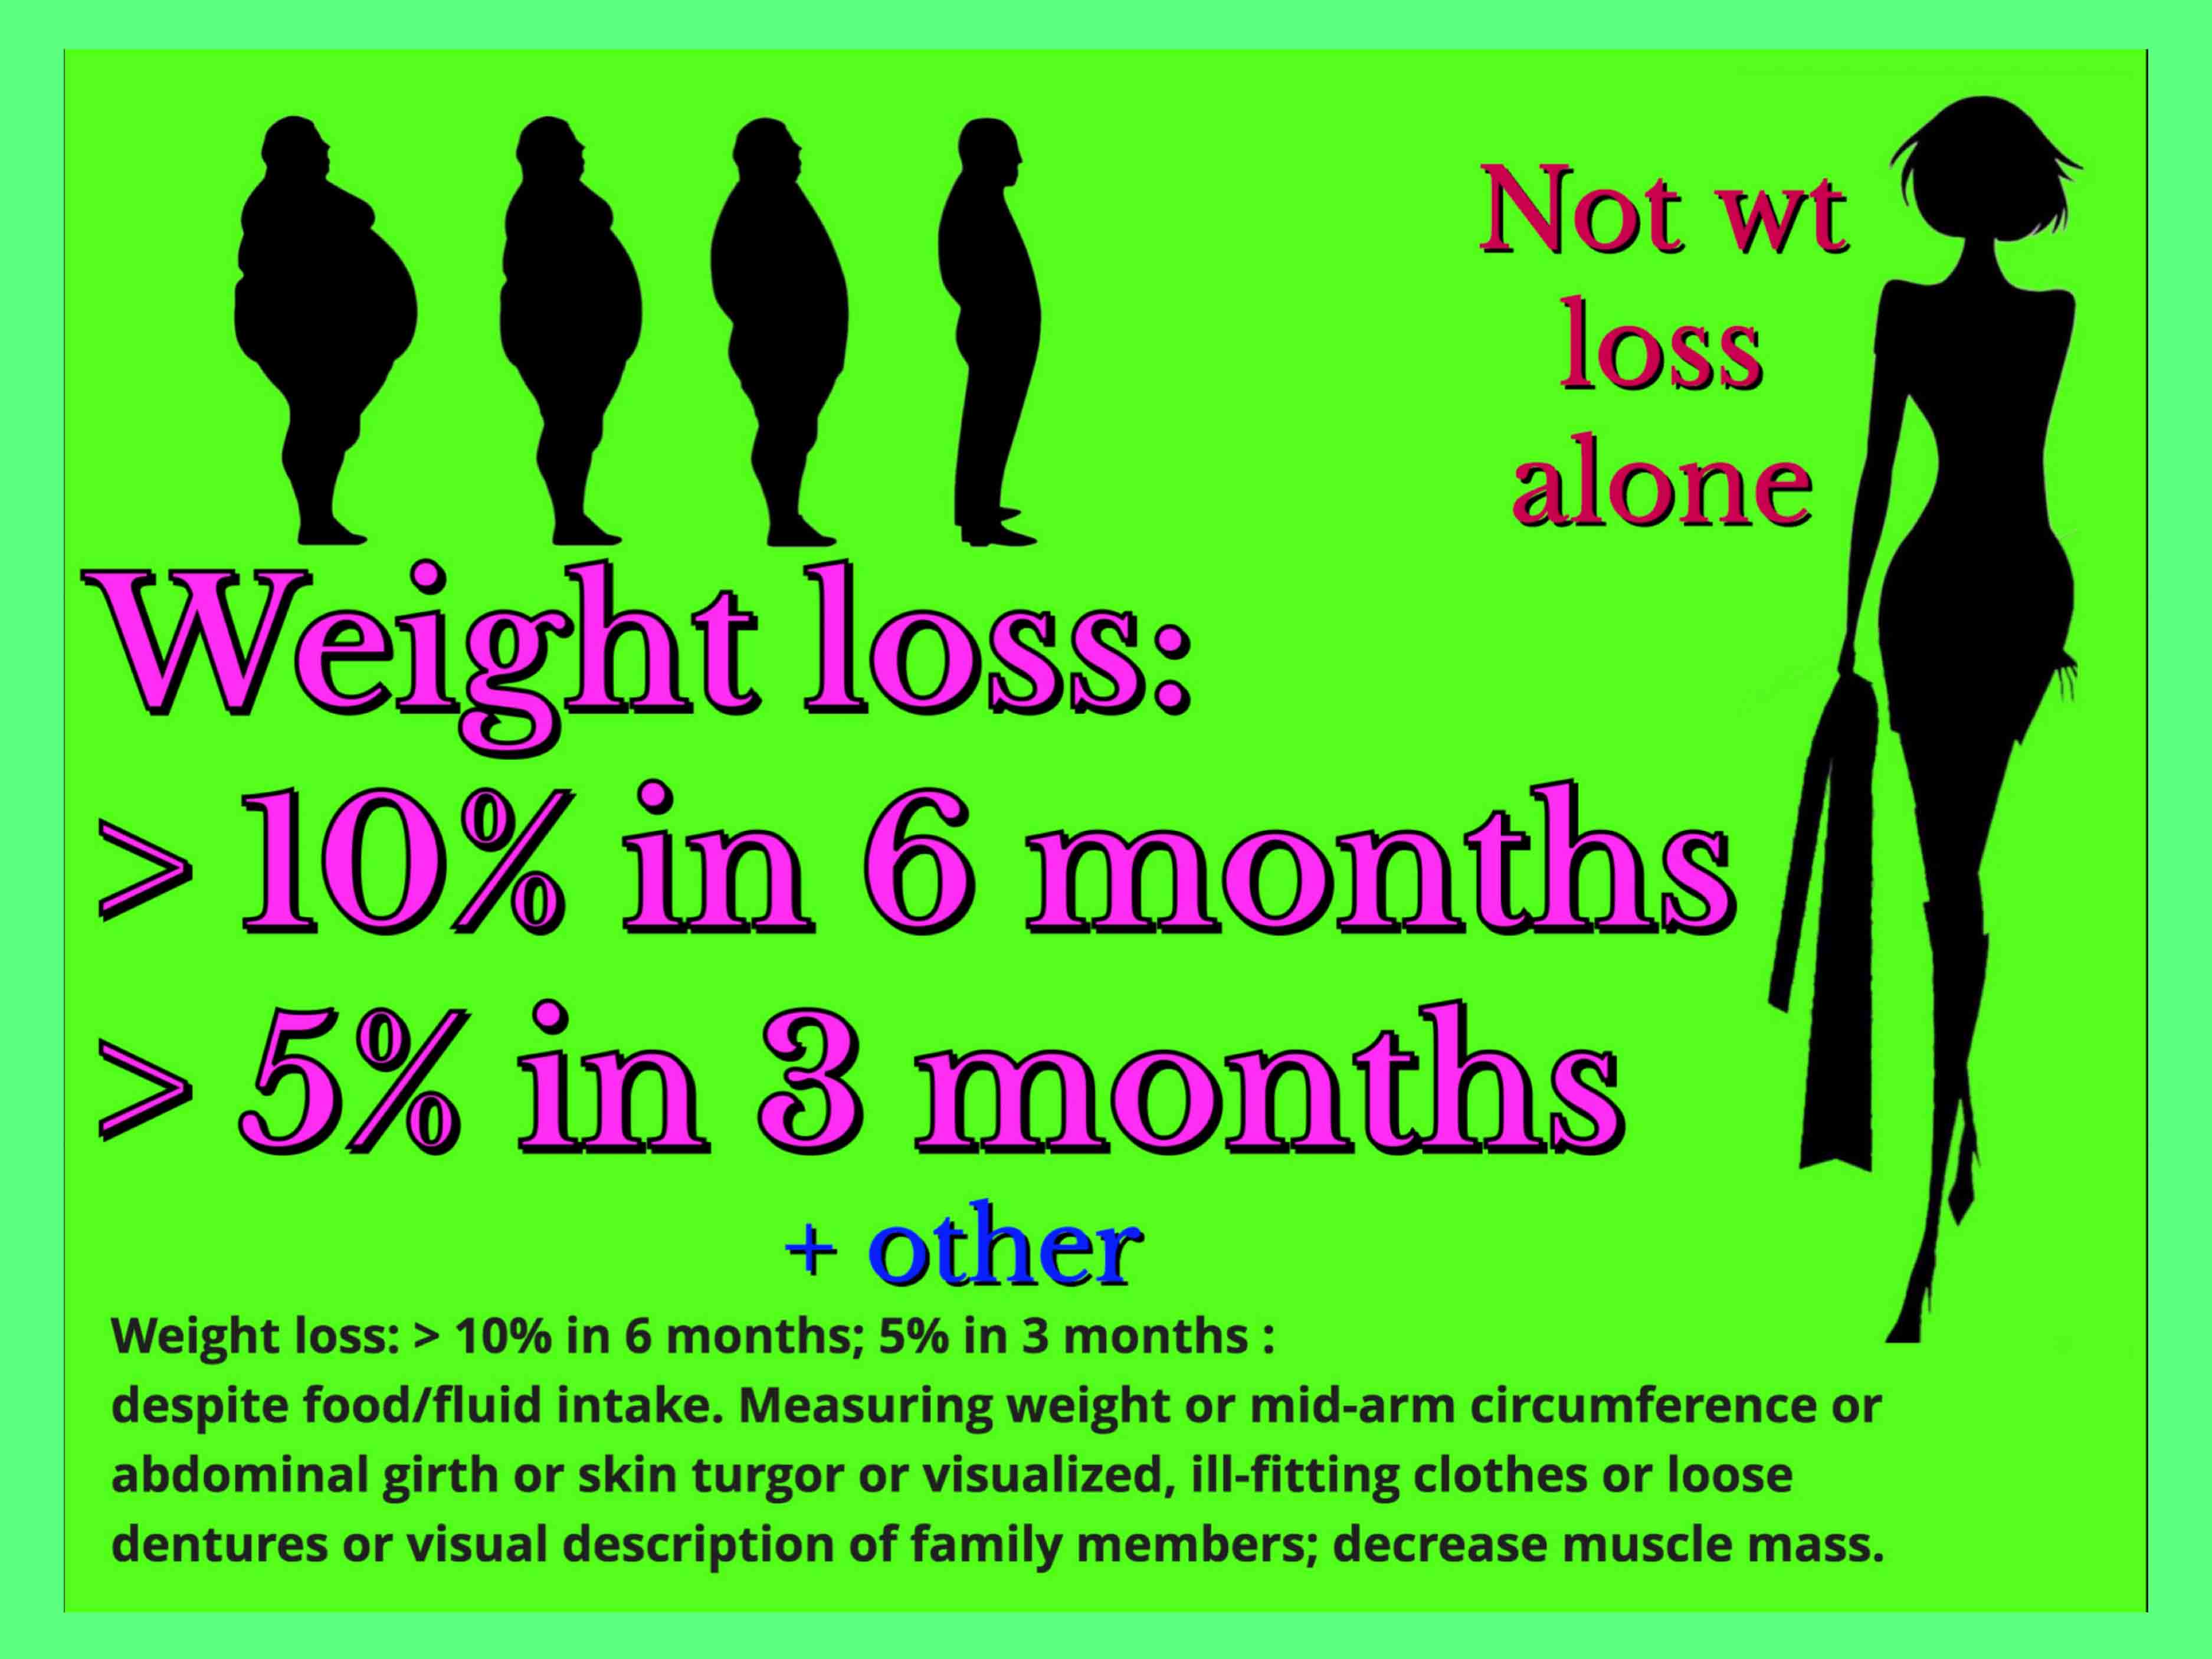 Not wt
loss
alone
Weight loss:
> 10% in 6 months
> 5% in 3 months
+ other
Weight loss: > 10% in 6 months; 5% in 3 months :
despite food/fluid intake. Measuring weight or mid-arm circumference or
abdominal girth or skin turgor or visualized, ill-fitting clothes or loose
dentures or visual description of family members; decrease muscle mass.